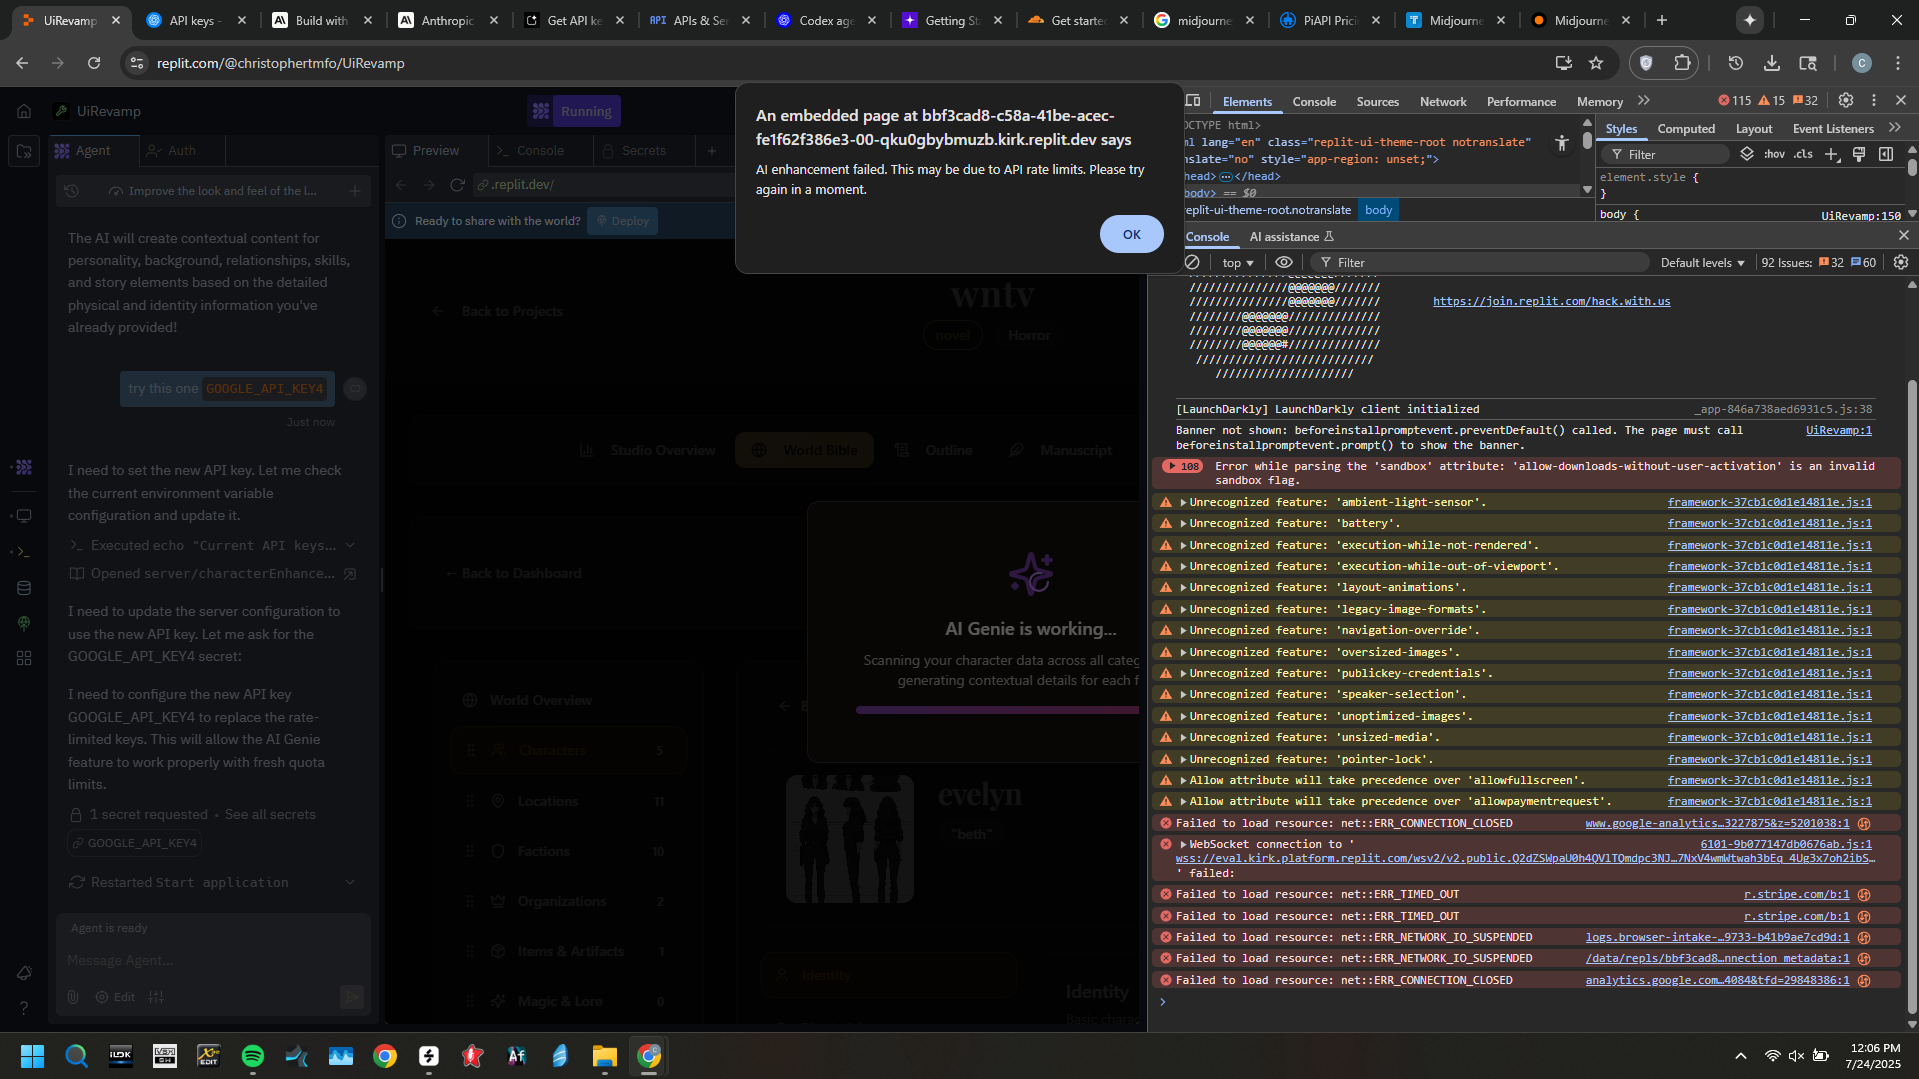 UiRevamp
API keys -
Build with
Anthropic
Get API ke
APIs & Ser
Codex age
Getting St
Get starte
midjourne
PiAPI Prici
Midjourne
Midjourne
replit.com/@christophertmfo/UiRevamp
C
UiRevamp
Running
Agent
Auth
Preview
Console
Secrets
Improve the look and feel of the l...
.replit.dev/
Ready to share with the world?
Deploy
The AI will create contextual content for
personality, background, relationships, skills,
and story elements based on the detailed
physical and identity information you've
already provided!
try this one GOOGLE_API_KEY4
Just now
I need to set the new API key. Let me check
the current environment variable
configuration and update it.
Executed echo "Current API keys...
Opened server/characterEnhance...
I need to update the server configuration to
use the new API key. Let me ask for the
GOOGLE_API_KEY4 secret:
I need to configure the new API key
GOOGLE_API_KEY4 to replace the rate-
limited keys. This will allow the AI Genie
feature to work properly with fresh quota
limits.
1 secret requested • See all secrets
GOOGLE_API_KEY4
Restarted Start application
Agent is ready
Message Agent...
Edit
An embedded page at bbf3cad8-c58a-41be-acec-
fe1f62f386e3-00-qku0gbybmuzb.kirk.replit.dev says
AI enhancement failed. This may be due to API rate limits. Please try
again in a moment.
OK
Back to Projects
wntv
novel
Horror
Studio Overview
World Bible
Outline
Manuscript
← Back to Dashboard
AI Genie is working...
Scanning your character data across all categ
generating contextual details for each f
World Overview
Characters 5
Locations 11
Factions 10
Organizations 2
Items & Artifacts 1
Magic & Lore 0
evelyn
"beth"
Identity
Identity
Basic charac
Elements
Console
Sources
Network
Performance
Memory
115
15
32
OCTYPE html>
ml lang="en" class="replit-ui-theme-root notranslate"
nslate="no" style="app-region: unset;">
head> ... </head>
body> == $0
eplit-ui-theme-root.notranslate
body
Styles
Computed
Layout
Event Listeners
Filter
:hov
.cls
element.style {
}
body {
UiRevamp:150
Console
AI assistance
top
Filter
Default levels
92 Issues:
32
60
///////////////@@@@@@@///////
///////////////@@@@@@@///////
https://join.replit.com/hack.with.us
////////@@@@@@@//////////////
////////@@@@@@@//////////////
////////@@@@@@#//////////////
///////////////////////////
/////////////////////
[LaunchDarkly] LaunchDarkly client initialized
_app-846a738aed6931c5.js:38
Banner not shown: beforeinstallpromptevent.preventDefault() called. The page must call
UiRevamp:1
beforeinstallpromptevent.prompt() to show the banner.
108 Error while parsing the 'sandbox' attribute: 'allow-downloads-without-user-activation' is an invalid
sandbox flag.
Unrecognized feature: 'ambient-light-sensor'. framework-37cb1c0d1e14811e.js:1
Unrecognized feature: 'battery'. framework-37cb1c0d1e14811e.js:1
Unrecognized feature: 'execution-while-not-rendered'. framework-37cb1c0d1e14811e.js:1
Unrecognized feature: 'execution-while-out-of-viewport'. framework-37cb1c0d1e14811e.js:1
Unrecognized feature: 'layout-animations'. framework-37cb1c0d1e14811e.js:1
Unrecognized feature: 'legacy-image-formats'. framework-37cb1c0d1e14811e.js:1
Unrecognized feature: 'navigation-override'. framework-37cb1c0d1e14811e.js:1
Unrecognized feature: 'oversized-images'. framework-37cb1c0d1e14811e.js:1
Unrecognized feature: 'publickey-credentials'. framework-37cb1c0d1e14811e.js:1
Unrecognized feature: 'speaker-selection'. framework-37cb1c0d1e14811e.js:1
Unrecognized feature: 'unoptimized-images'. framework-37cb1c0d1e14811e.js:1
Unrecognized feature: 'unsized-media'. framework-37cb1c0d1e14811e.js:1
Unrecognized feature: 'pointer-lock'. framework-37cb1c0d1e14811e.js:1
Allow attribute will take precedence over 'allowfullscreen'. framework-37cb1c0d1e14811e.js:1
Allow attribute will take precedence over 'allowpaymentrequest'. framework-37cb1c0d1e14811e.js:1
Failed to load resource: net::ERR_CONNECTION_CLOSED www.google-analytics…3227875&z=5201038:1
WebSocket connection to ' 6101-9b077147db0676ab.js:1
wss://eval.kirk.platform.replit.com/wsv2/v2.public.Q2dZSWpaU0h4QVlTQmdpc3NJ…7NxV4wmWtwah3bEq_4Ug3x7oh2ibS…
' failed:
Failed to load resource: net::ERR_TIMED_OUT r.stripe.com/b:1
Failed to load resource: net::ERR_TIMED_OUT r.stripe.com/b:1
Failed to load resource: net::ERR_NETWORK_IO_SUSPENDED logs.browser-intake-…9733-b41b9ae7cd9d:1
Failed to load resource: net::ERR_NETWORK_IO_SUSPENDED /data/repls/bbf3cad8…nnection_metadata:1
Failed to load resource: net::ERR_CONNECTION_CLOSED analytics.google.com…4084&tfd=29848386:1
12:06 PM
7/24/2025